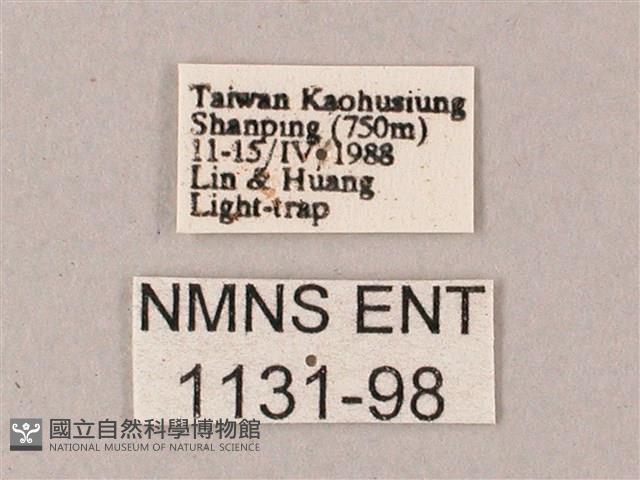 Taiwan Kaohusiung
Shanping (750m)
11-15/IV, 1988
Lin & Huang
Light-trap
NMNS ENT
1131-98
國立自然科學博物館
NATIONAL MUSEUM OF NATURAL SCIENCE